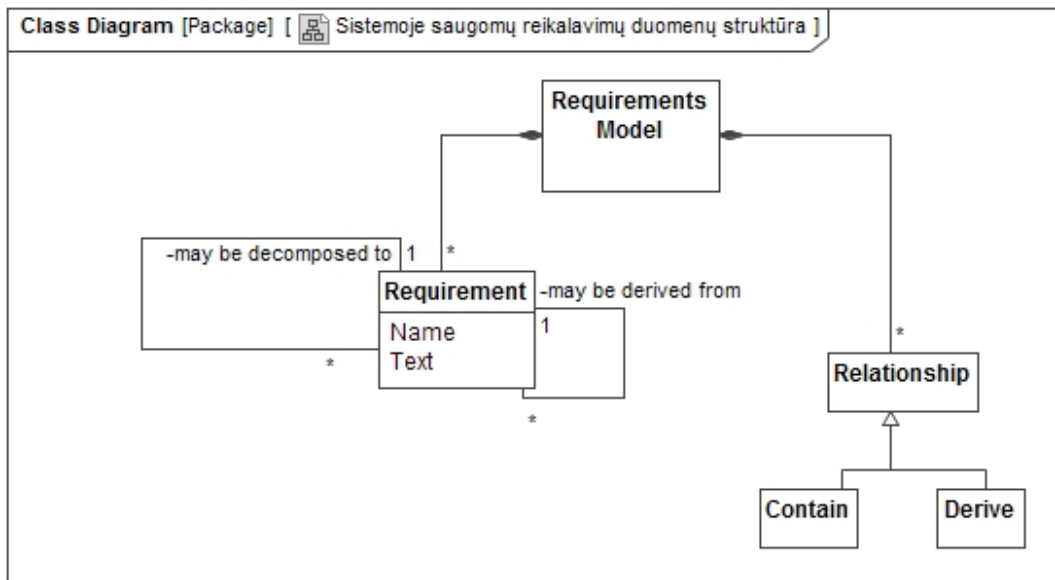 Class Diagram [Package] [ Sistemoje saugomų reikalavimų duomenų struktūra ]
Requirements
Model
-may be decomposed to 1 *
Requirement -may be derived from
Name 1
Text
*
*
*
Relationship
Contain Derive